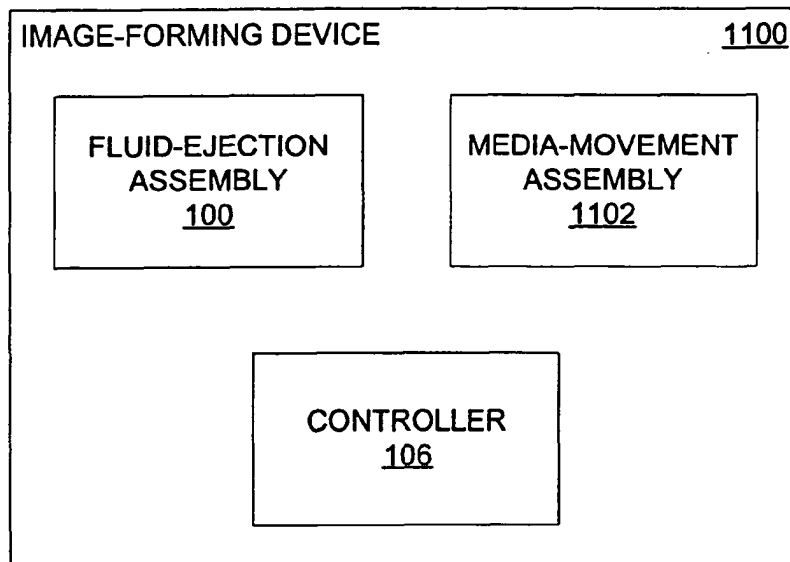 IMAGE-FORMING DEVICE 1100
FLUID-EJECTION
ASSEMBLY
100
MEDIA-MOVEMENT
ASSEMBLY
1102
CONTROLLER
106